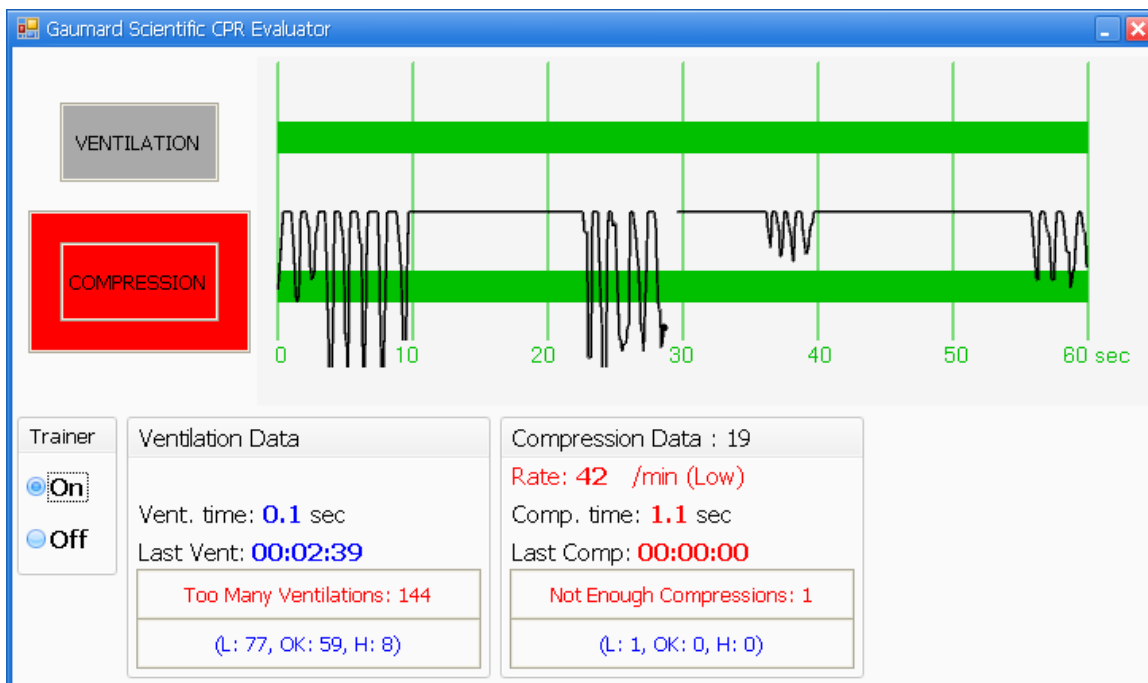 Gaumard Scientific CPR Evaluator
VENTILATION
COMPRESSION
0 10 20 30 40 50 60 sec
Trainer
On
Off
Ventilation Data
Vent. time: 0.1 sec
Last Vent: 00:02:39
Too Many Ventilations: 144
(L: 77, OK: 59, H: 8)
Compression Data : 19
Rate: 42 /min (Low)
Comp. time: 1.1 sec
Last Comp: 00:00:00
Not Enough Compressions: 1
(L: 1, OK: 0, H: 0)